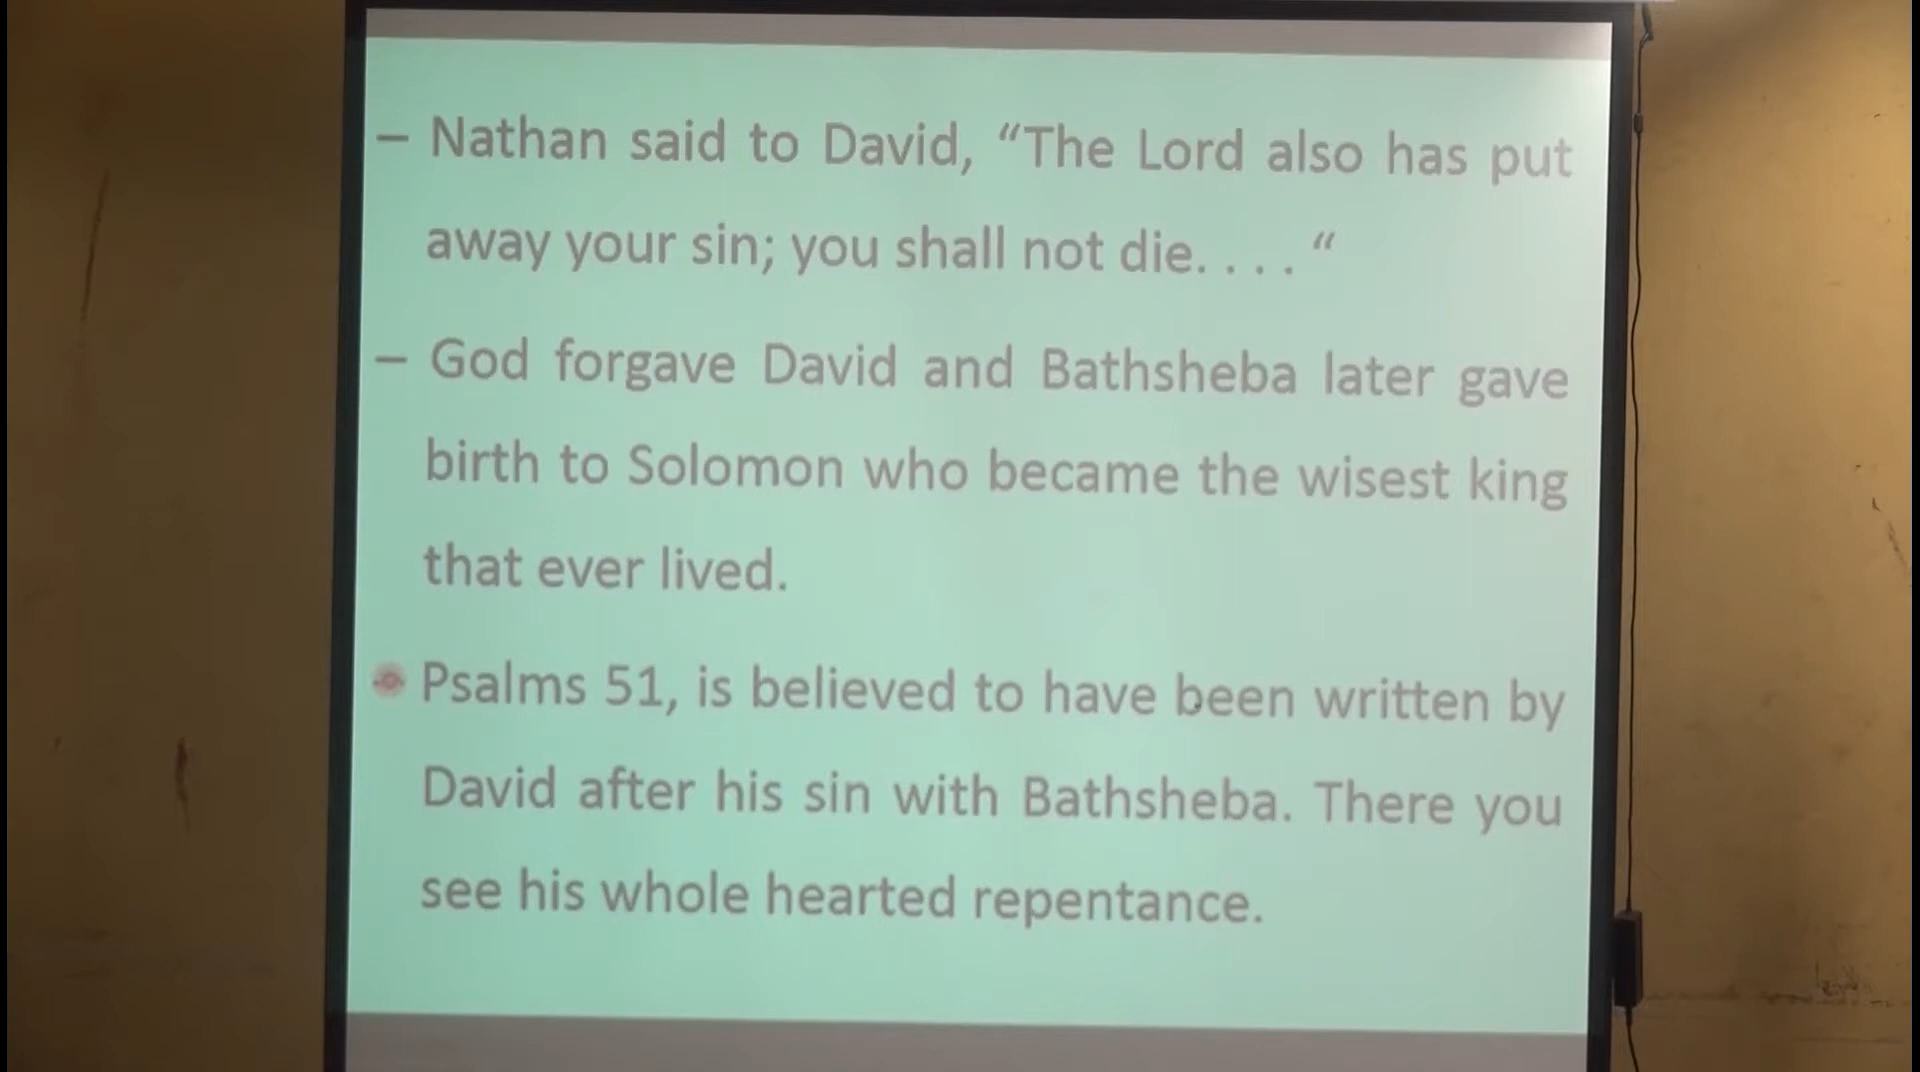 – Nathan said to David, “The Lord also has put
away your sin; you shall not die. . . . “
– God forgave David and Bathsheba later gave
birth to Solomon who became the wisest king
that ever lived.
Psalms 51, is believed to have been written by
David after his sin with Bathsheba. There you
see his whole hearted repentance.